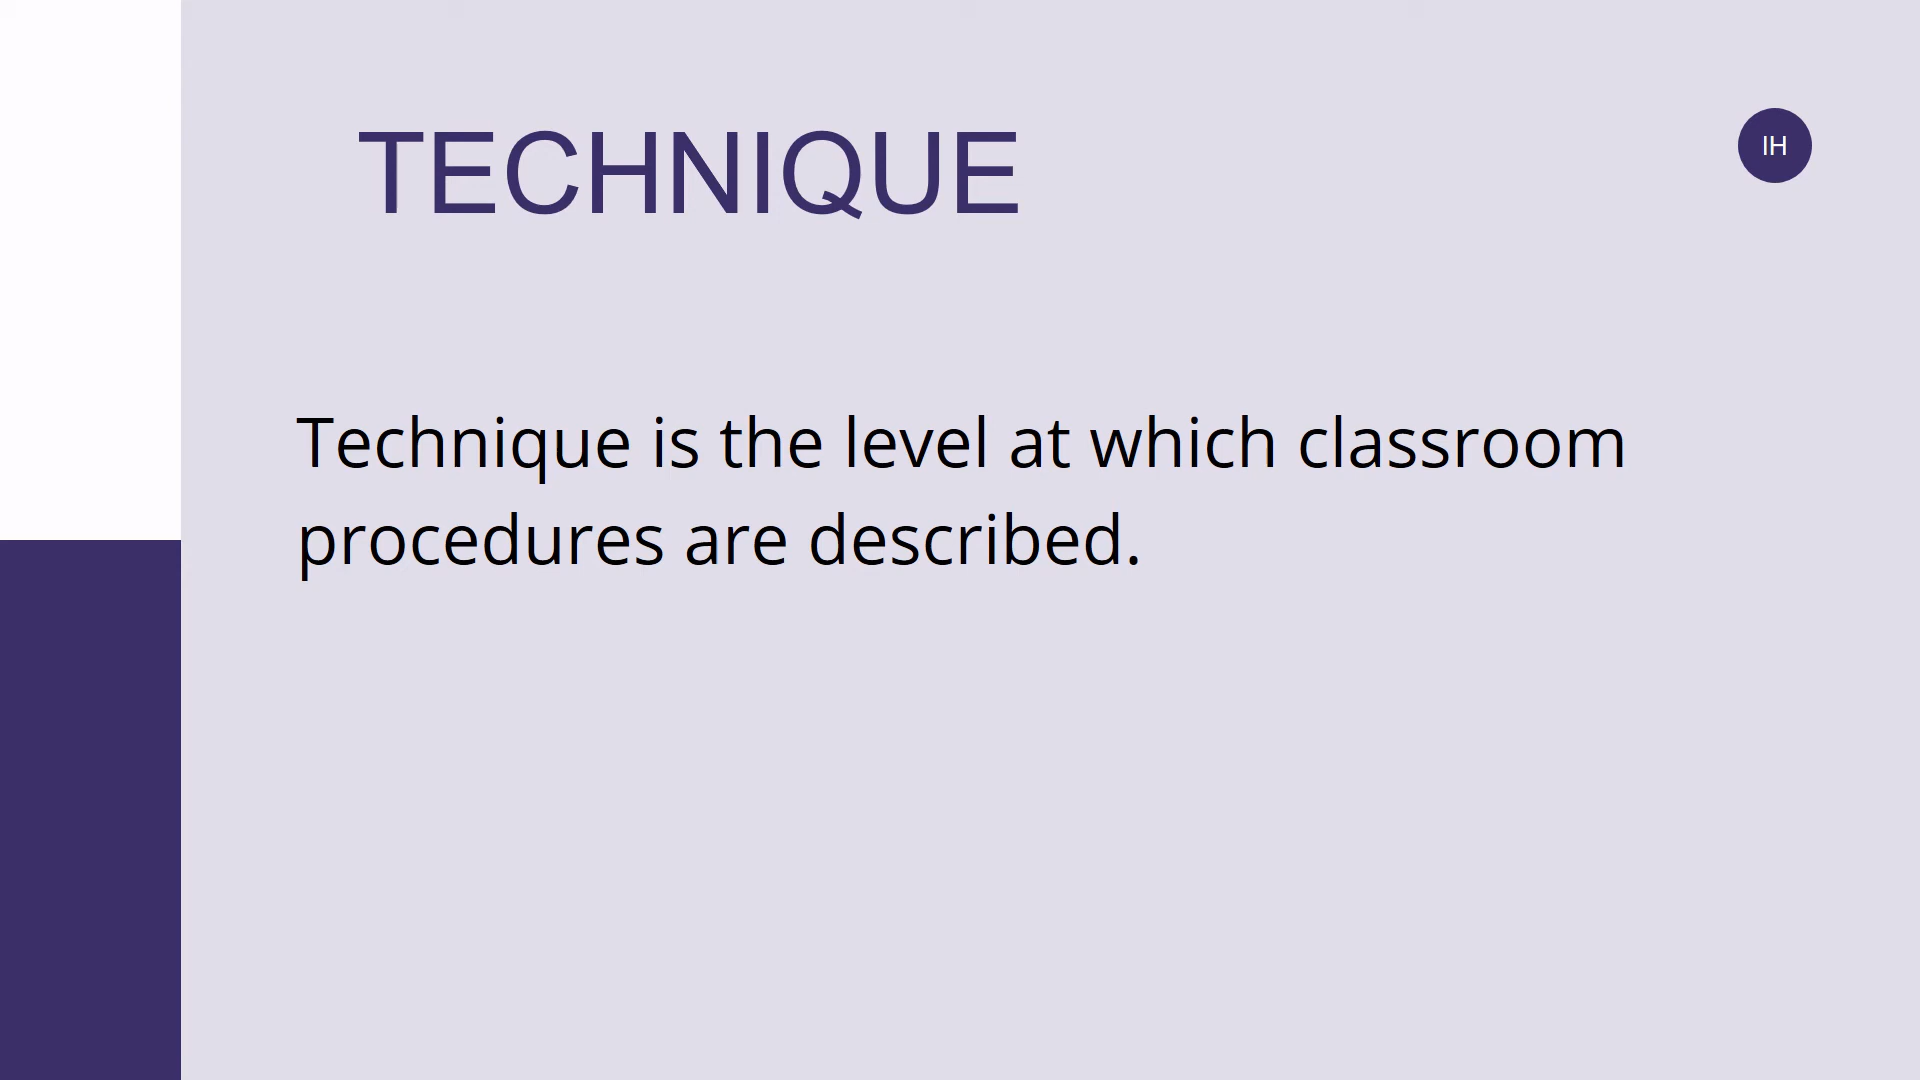 TECHNIQUE
IH
Technique is the level at which classroom
procedures are described.